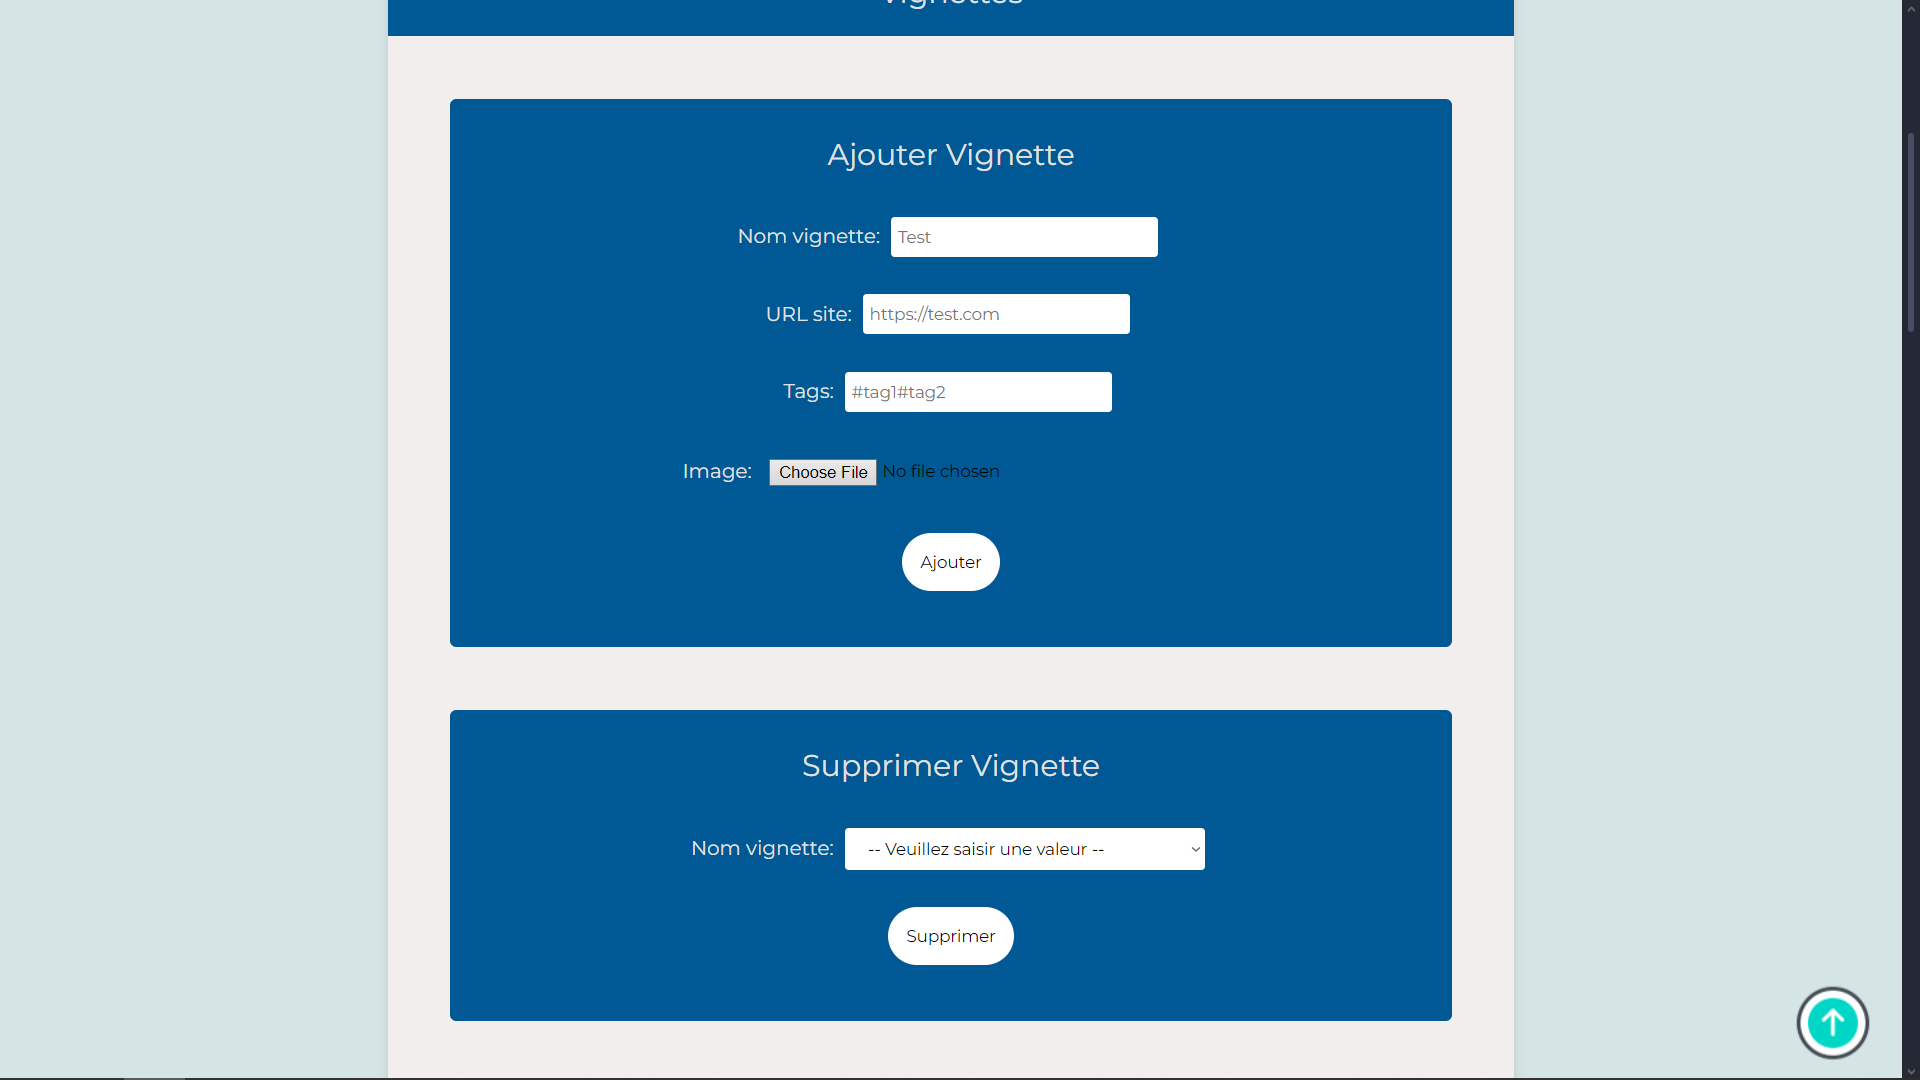 Vignettes
Ajouter Vignette
Nom vignette: Test
URL site: https://test.com
Tags: #tag1#tag2
Image: Choose File No file chosen
Ajouter
Supprimer Vignette
Nom vignette: -- Veuillez saisir une valeur --
Supprimer